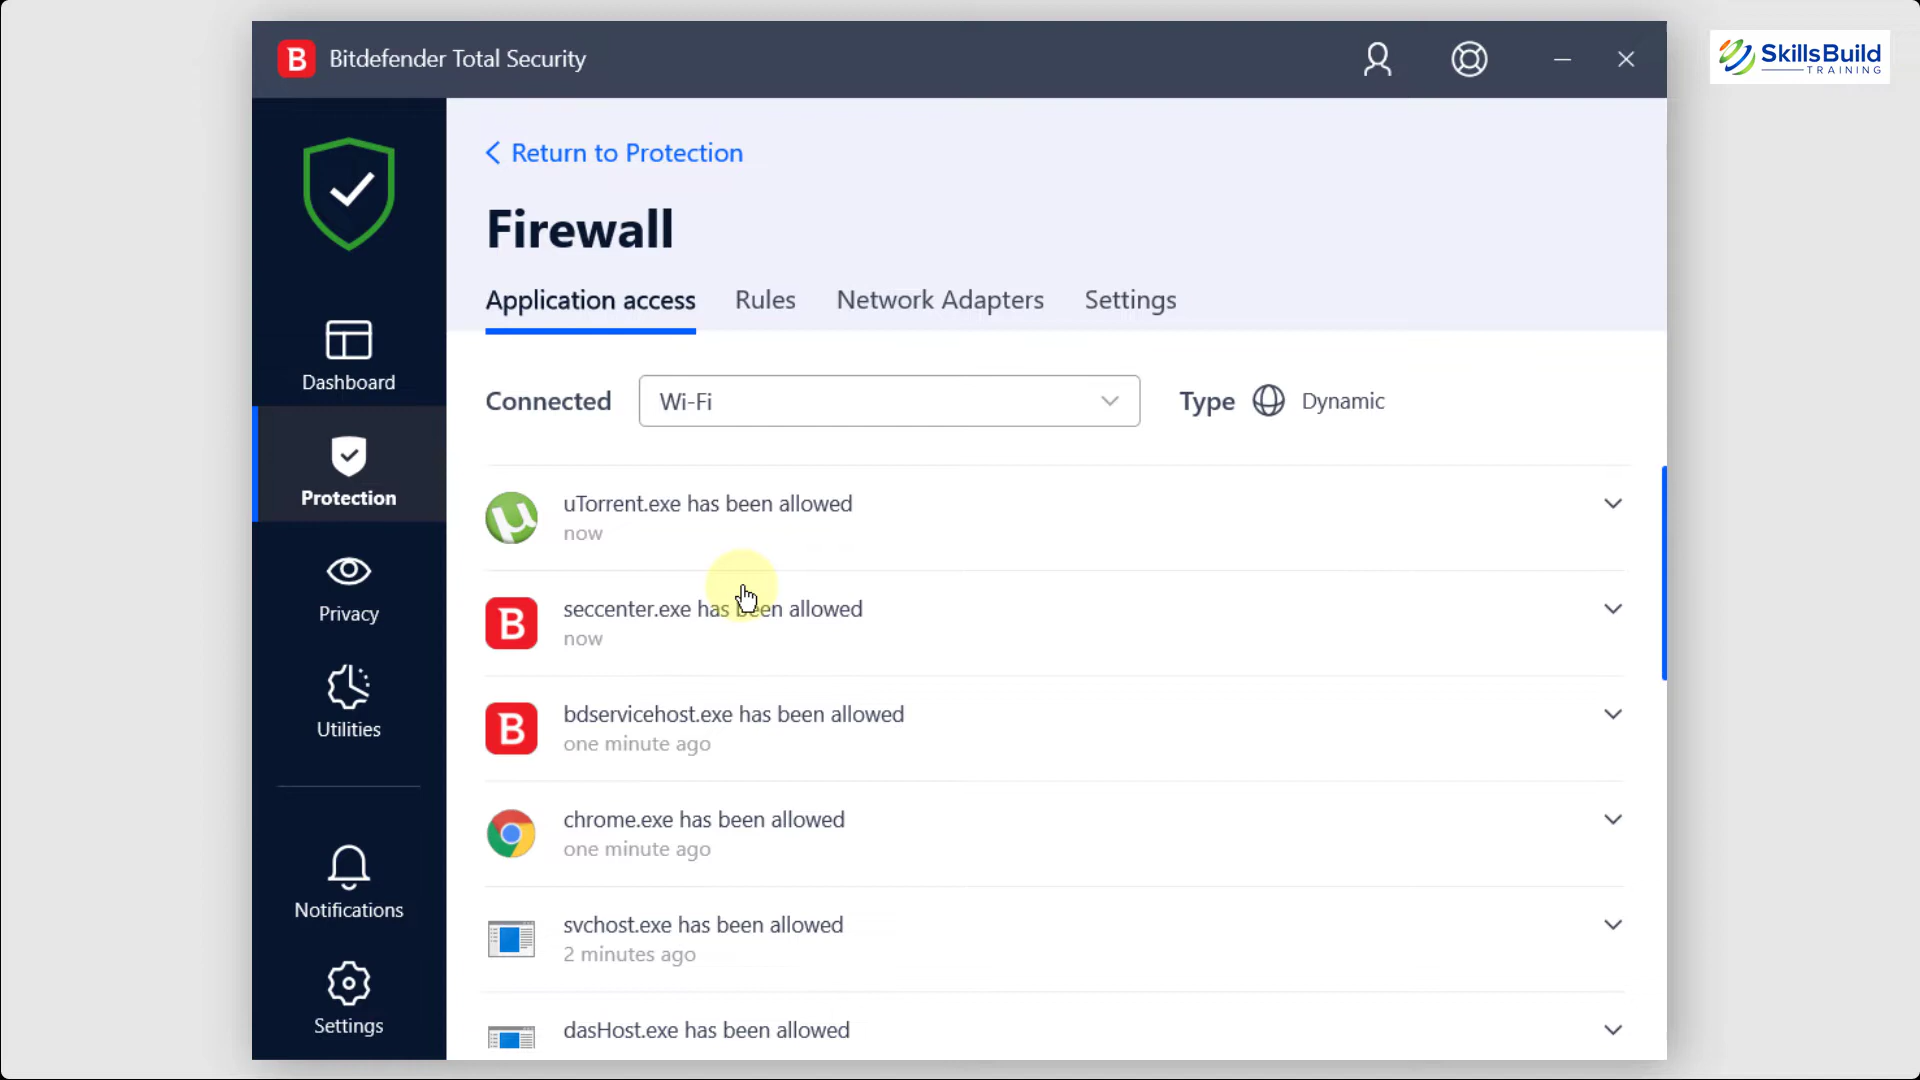 B Bitdefender Total Security
SkillsBuild
TRAINING
Return to Protection
Firewall
Application access Rules Network Adapters Settings
Connected Wi-Fi Type Dynamic
Dashboard
Protection
Privacy
Utilities
Notifications
Settings
µ uTorrent.exe has been allowed
now
B seccenter.exe has been allowed
now
B bdservicehost.exe has been allowed
one minute ago
chrome.exe has been allowed
one minute ago
svchost.exe has been allowed
2 minutes ago
dasHost.exe has been allowed